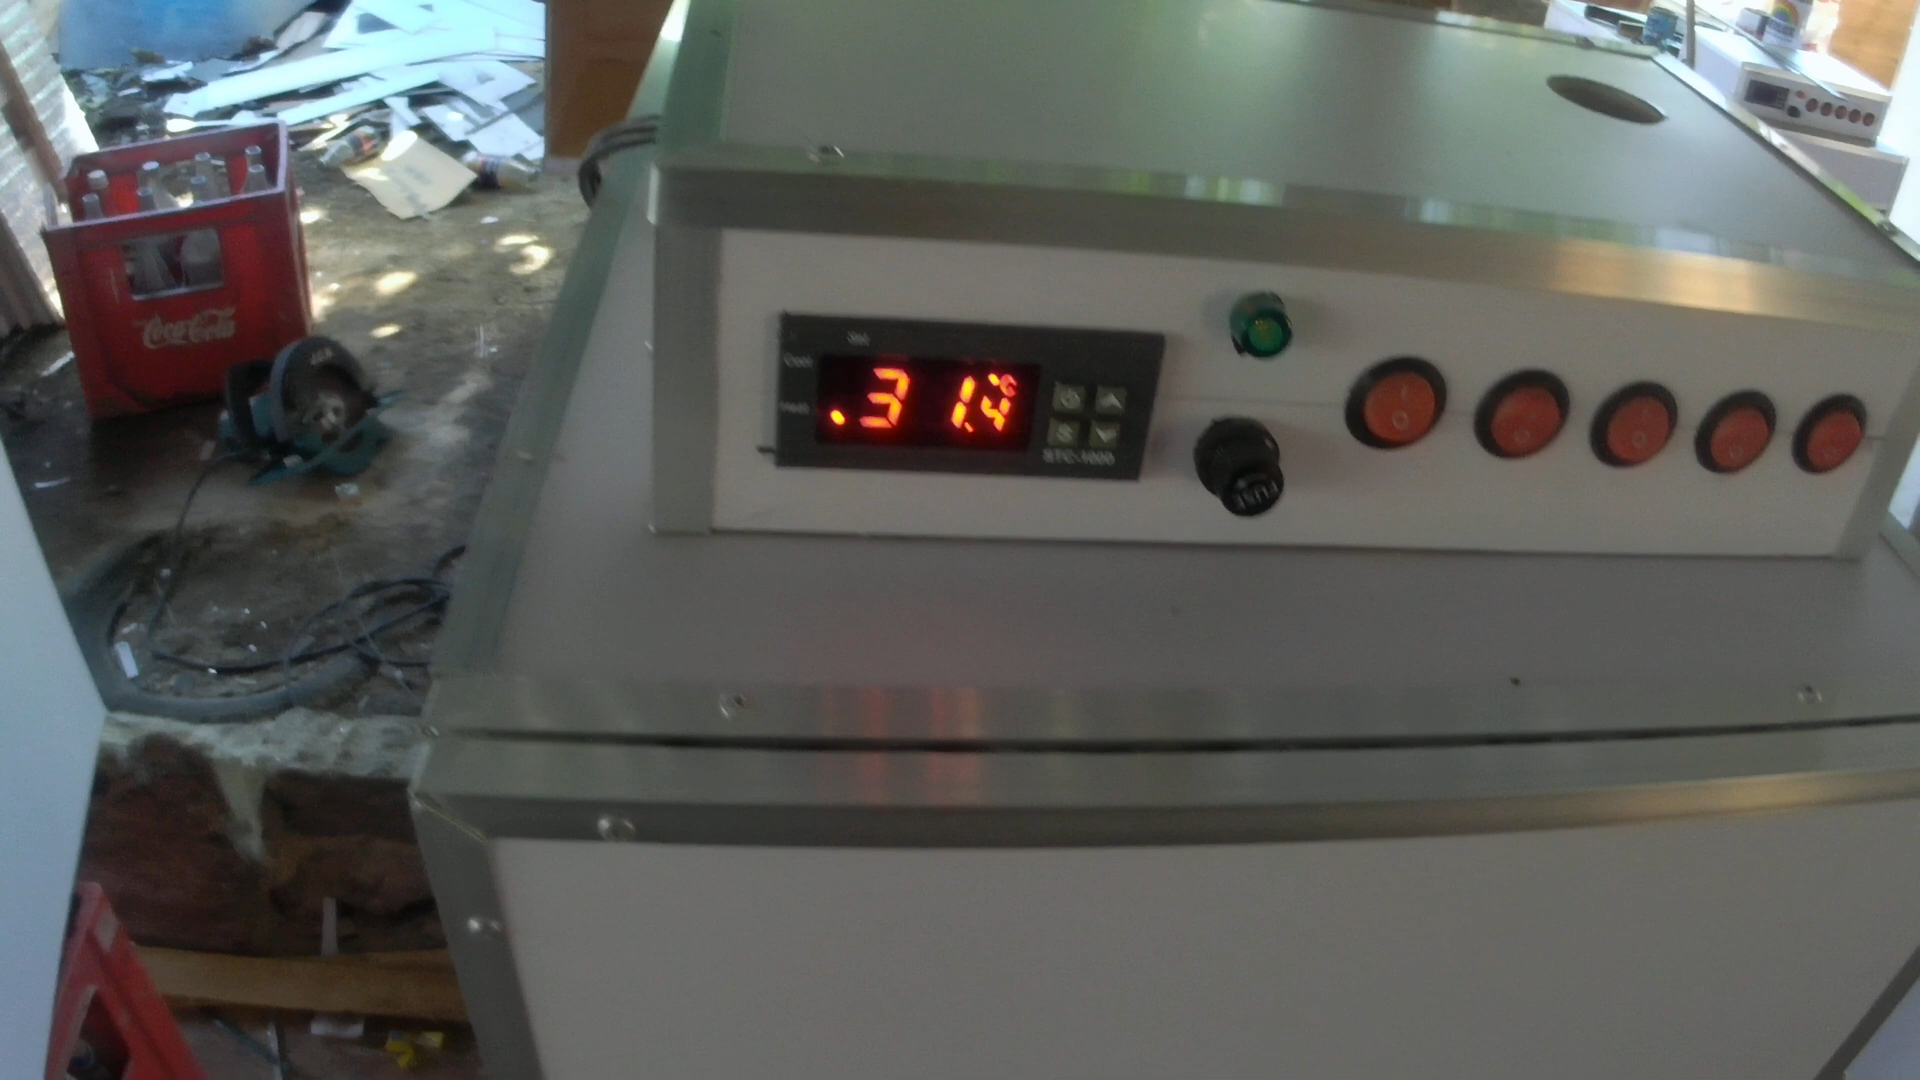 Coca-Cola
Set
Cool
Heat
31.4
°C
STC-1000
FUSE